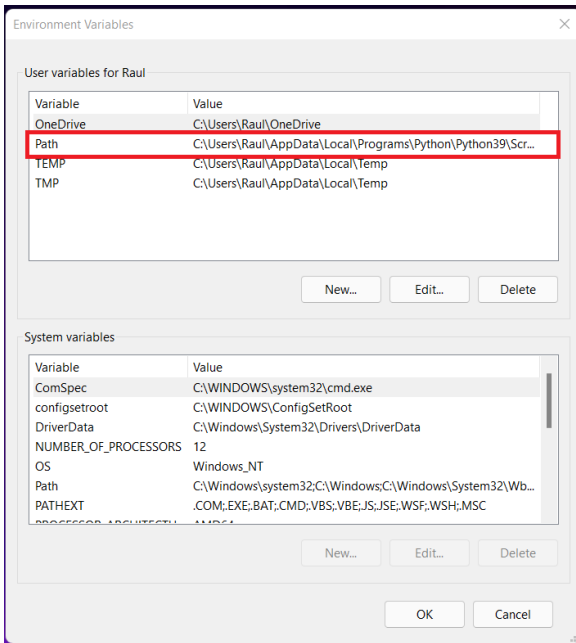 Environment Variables
User variables for Raul
Variable Value
OneDrive C:\Users\Raul\OneDrive
Path C:\Users\Raul\AppData\Local\Programs\Python\Python39\Scr...
TEMP C:\Users\Raul\AppData\Local\Temp
TMP C:\Users\Raul\AppData\Local\Temp
New... Edit... Delete
System variables
Variable Value
ComSpec C:\WINDOWS\system32\cmd.exe
configsetroot C:\WINDOWS\ConfigSetRoot
DriverData C:\Windows\System32\Drivers\DriverData
NUMBER_OF_PROCESSORS 12
OS Windows_NT
Path C:\Windows\system32;C:\Windows;C:\Windows\System32\Wb...
PATHEXT .COM;.EXE;.BAT;.CMD;.VBS;.VBE;.JS;.JSE;.WSF;.WSH;.MSC
PROCESSOR_ARCHITECTU AMD64
New... Edit... Delete
OK Cancel